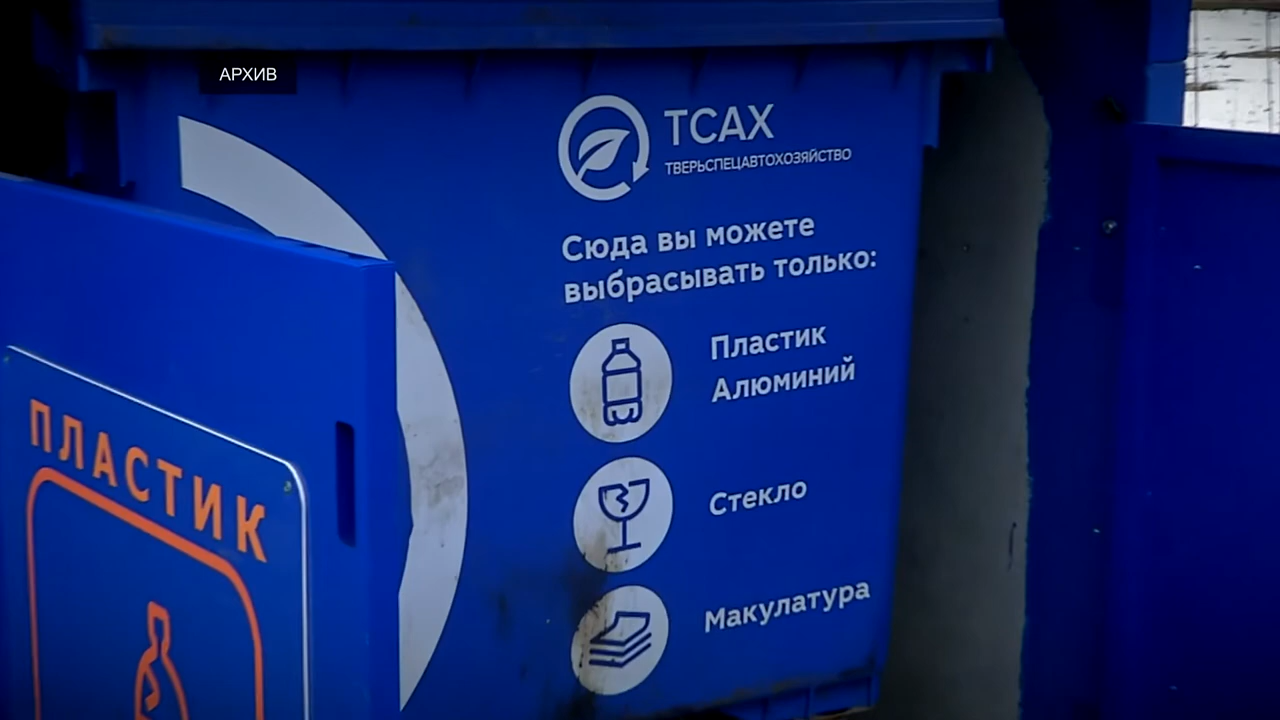 АРХИВ
ТСАХ
ТВЕРЬСПЕЦАВТОХОЗЯЙСТВО
Сюда вы можете
выбрасывать только:
Пластик
Алюминий
Стекло
Макулатура
ПЛАСТИК